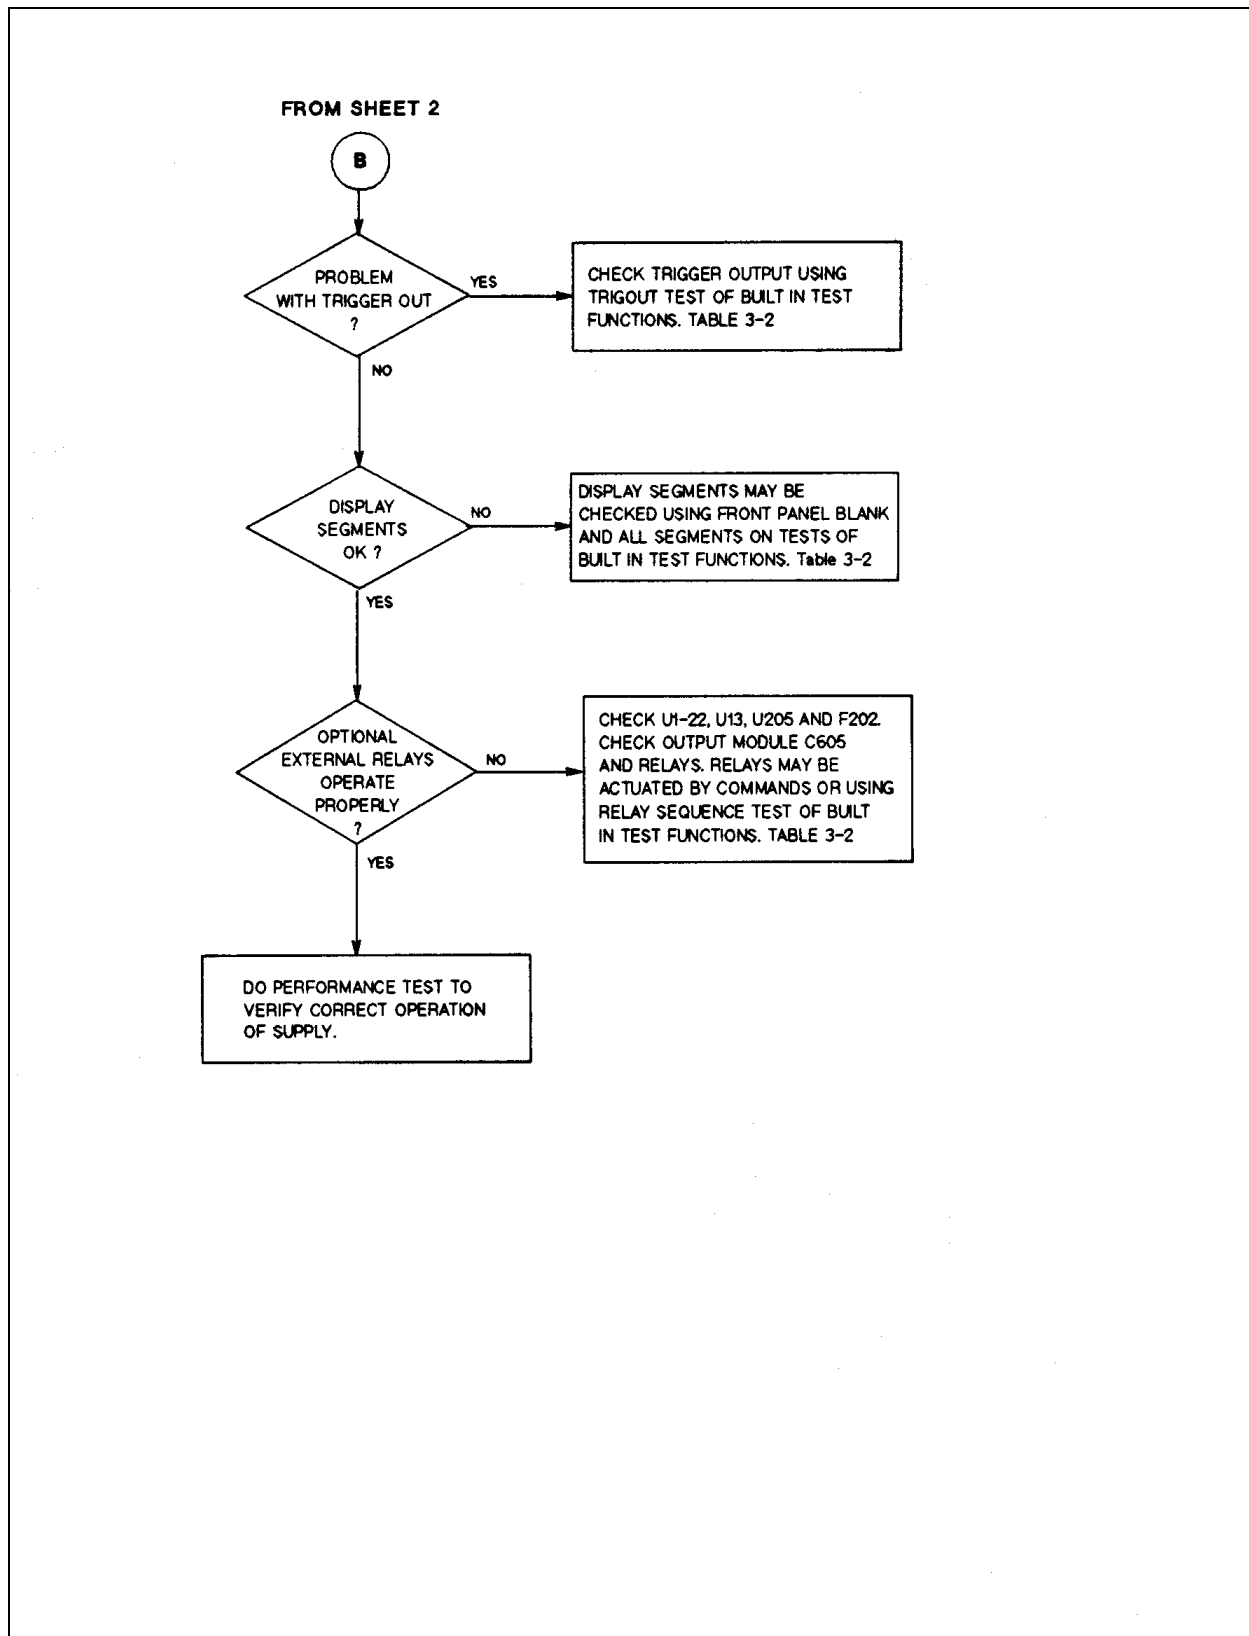 FROM SHEET 2
B
PROBLEM
WITH TRIGGER OUT
?
YES
CHECK TRIGGER OUTPUT USING
TRIGOUT TEST OF BUILT IN TEST
FUNCTIONS. TABLE 3-2
NO
DISPLAY
SEGMENTS
OK ?
NO
DISPLAY SEGMENTS MAY BE
CHECKED USING FRONT PANEL BLANK
AND ALL SEGMENTS ON TESTS OF
BUILT IN TEST FUNCTIONS. Table 3-2
YES
OPTIONAL
EXTERNAL RELAYS
OPERATE
PROPERLY
?
NO
CHECK U1-22, U13, U205 AND F202.
CHECK OUTPUT MODULE C605
AND RELAYS. RELAYS MAY BE
ACTUATED BY COMMANDS OR USING
RELAY SEQUENCE TEST OF BUILT
IN TEST FUNCTIONS. TABLE 3-2
YES
DO PERFORMANCE TEST TO
VERIFY CORRECT OPERATION
OF SUPPLY.